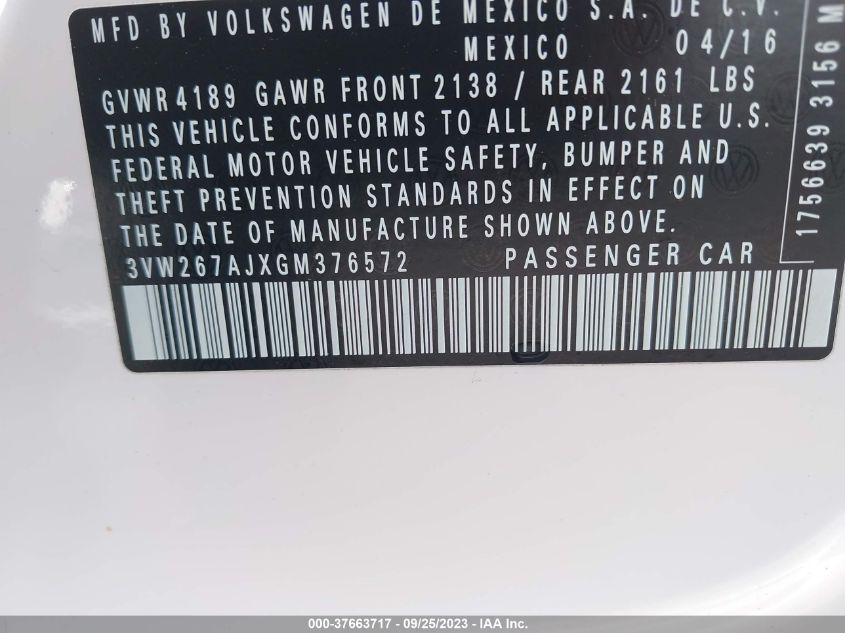 MFD BY VOLKSWAGEN DE MEXICO S.A. DE C.V.
MEXICO 04/16
GVWR 4189 GAWR FRONT 2138 / REAR 2161 LBS
THIS VEHICLE CONFORMS TO ALL APPLICABLE U.S.
FEDERAL MOTOR VEHICLE SAFETY, BUMPER AND
THEFT PREVENTION STANDARDS IN EFFECT ON
THE DATE OF MANUFACTURE SHOWN ABOVE.
3VW267AJXGM376572 PASSENGER CAR
1756639 3156 M
000-37663717 - 09/25/2023 - IAA Inc.